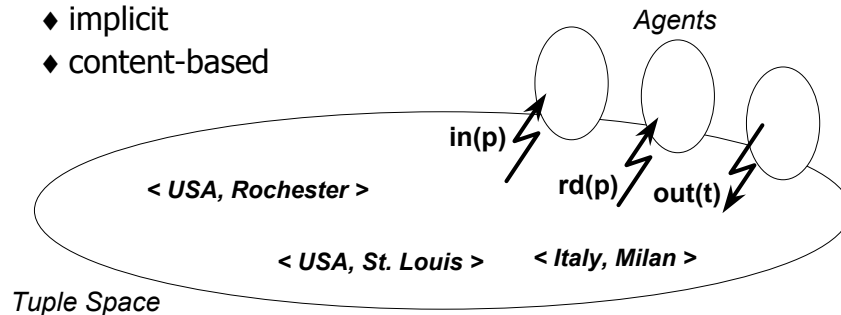 ♦ implicit
♦ content-based
Agents
in(p)
rd(p)
out(t)
< USA, Rochester >
< USA, St. Louis >
< Italy, Milan >
Tuple Space